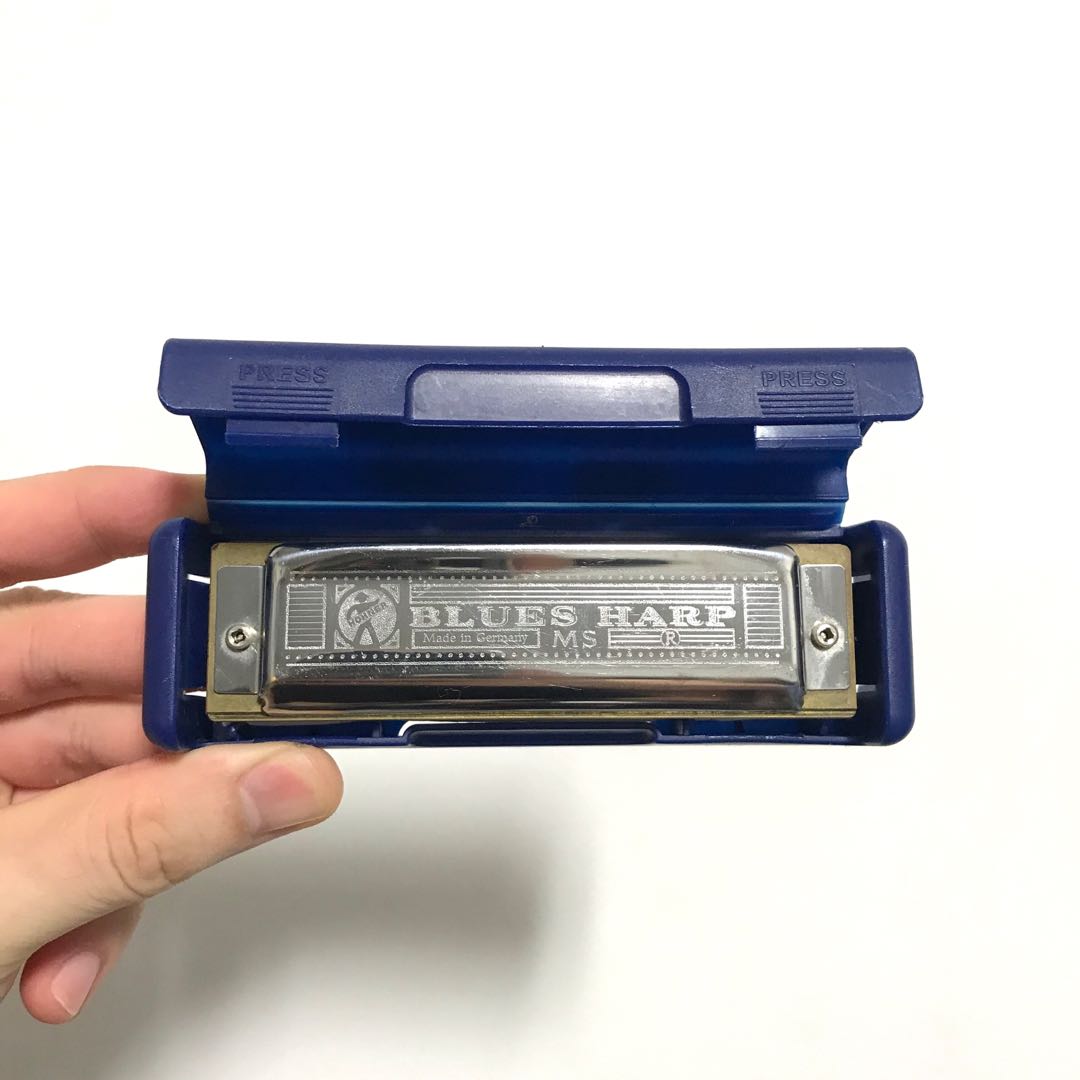 PRESS PRESS
HOHNER
BLUES HARP
Made in Germany MS ®